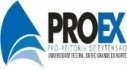 PROEX
PRÓ-REITORIA DE EXTENSÃO
UNIVERSIDADE FEDERAL DO RIO GRANDE DO NORTE